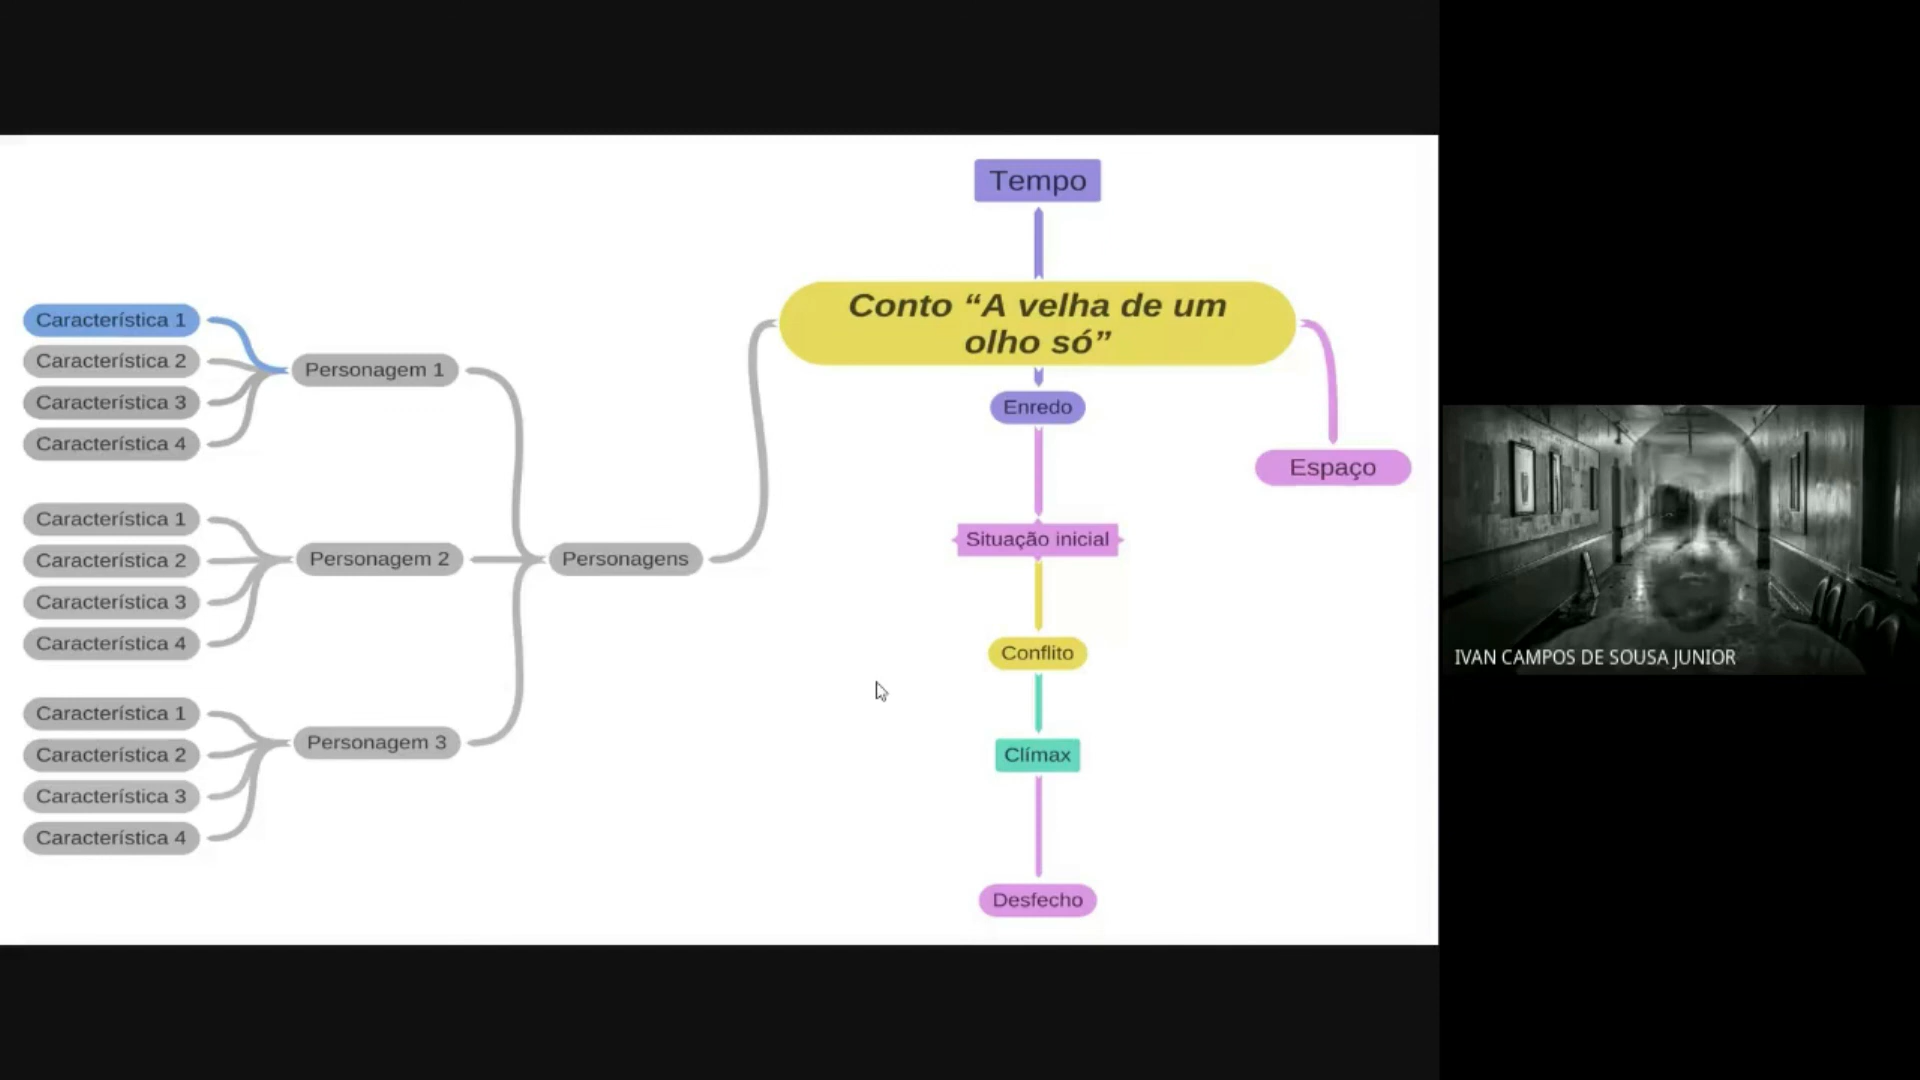 Tempo
Conto “A velha de um
olho só”
Enredo
Espaço
Situação inicial
Conflito
Clímax
Desfecho
Personagens
Personagem 1
Característica 1
Característica 2
Característica 3
Característica 4
Personagem 2
Característica 1
Característica 2
Característica 3
Característica 4
Personagem 3
Característica 1
Característica 2
Característica 3
Característica 4
IVAN CAMPOS DE SOUSA JUNIOR